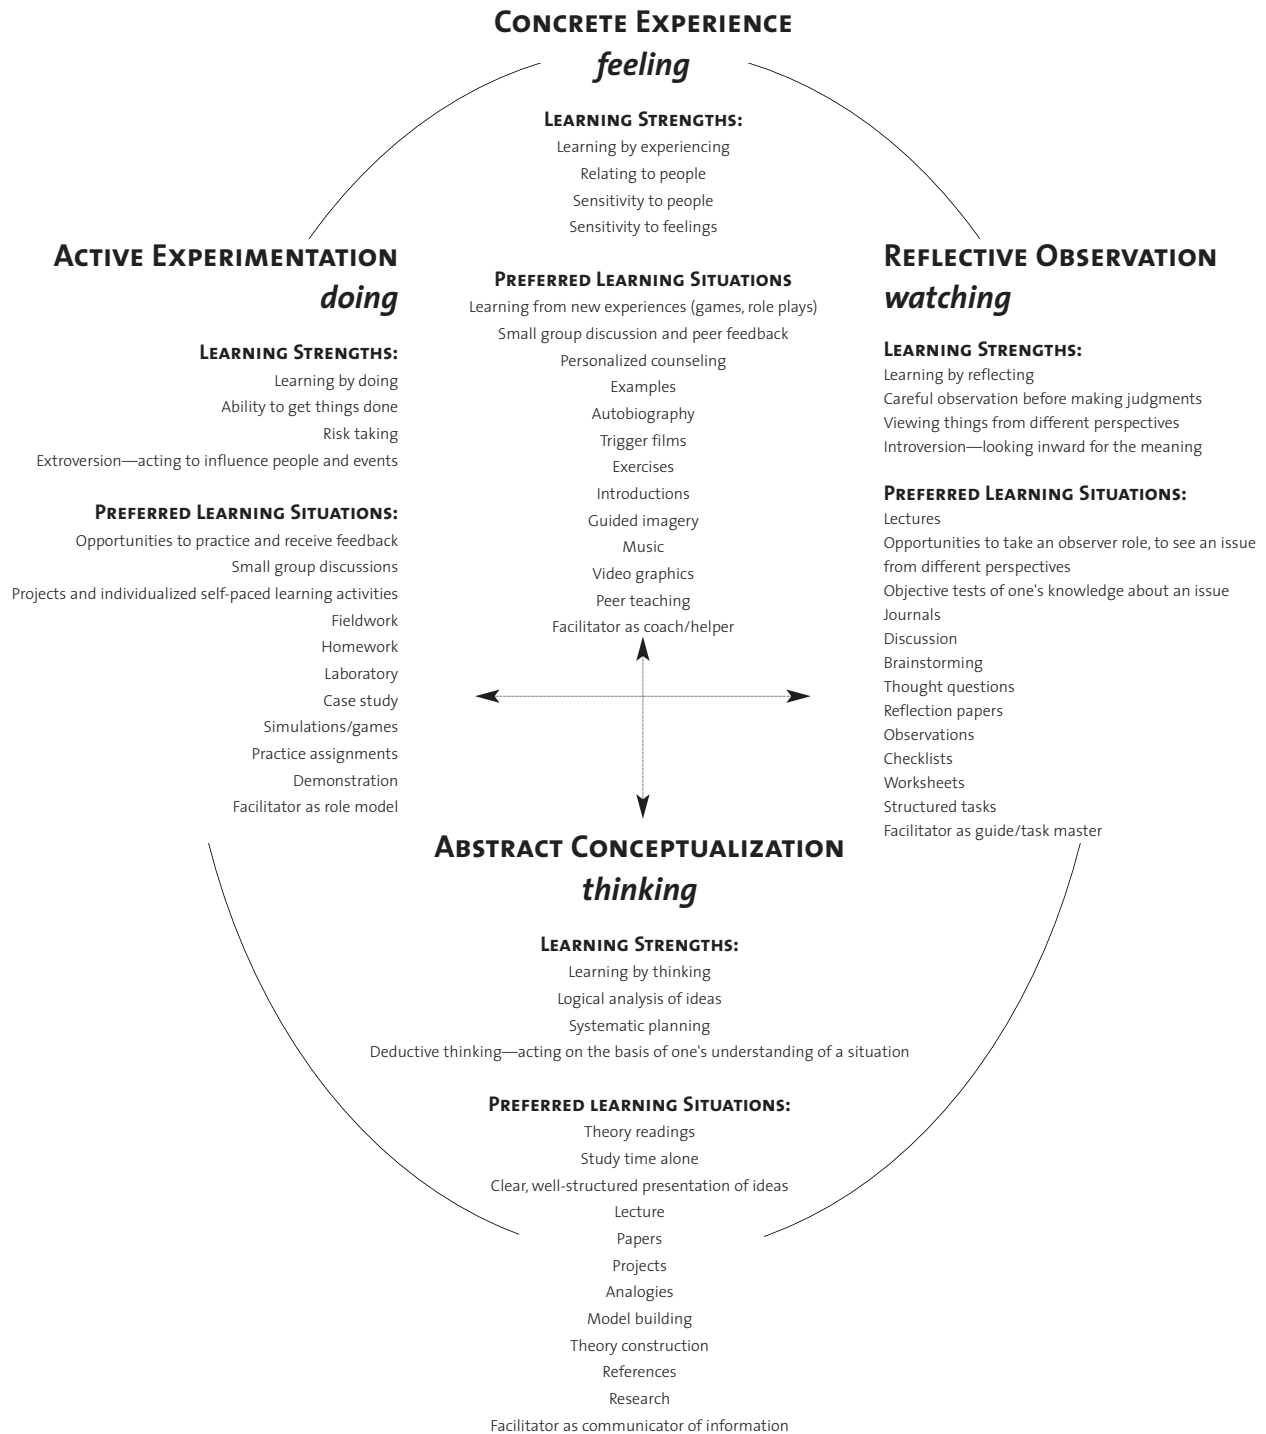 CONCRETE EXPERIENCE
feeling
LEARNING STRENGTHS:
Learning by experiencing
Relating to people
Sensitivity to people
Sensitivity to feelings
PREFERRED LEARNING SITUATIONS
Learning from new experiences (games, role plays)
Small group discussion and peer feedback
Personalized counseling
Examples
Autobiography
Trigger films
Exercises
Introductions
Guided imagery
Music
Video graphics
Peer teaching
Facilitator as coach/helper
ACTIVE EXPERIMENTATION
doing
LEARNING STRENGTHS:
Learning by doing
Ability to get things done
Risk taking
Extroversion—acting to influence people and events
PREFERRED LEARNING SITUATIONS:
Opportunities to practice and receive feedback
Small group discussions
Projects and individualized self-paced learning activities
Fieldwork
Homework
Laboratory
Case study
Simulations/games
Practice assignments
Demonstration
Facilitator as role model
REFLECTIVE OBSERVATION
watching
LEARNING STRENGTHS:
Learning by reflecting
Careful observation before making judgments
Viewing things from different perspectives
Introversion—looking inward for the meaning
PREFERRED LEARNING SITUATIONS:
Lectures
Opportunities to take an observer role, to see an issue
from different perspectives
Objective tests of one's knowledge about an issue
Journals
Discussion
Brainstorming
Thought questions
Reflection papers
Observations
Checklists
Worksheets
Structured tasks
Facilitator as guide/task master
ABSTRACT CONCEPTUALIZATION
thinking
LEARNING STRENGTHS:
Learning by thinking
Logical analysis of ideas
Systematic planning
Deductive thinking—acting on the basis of one's understanding of a situation
PREFERRED LEARNING SITUATIONS:
Theory readings
Study time alone
Clear, well-structured presentation of ideas
Lecture
Papers
Projects
Analogies
Model building
Theory construction
References
Research
Facilitator as communicator of information